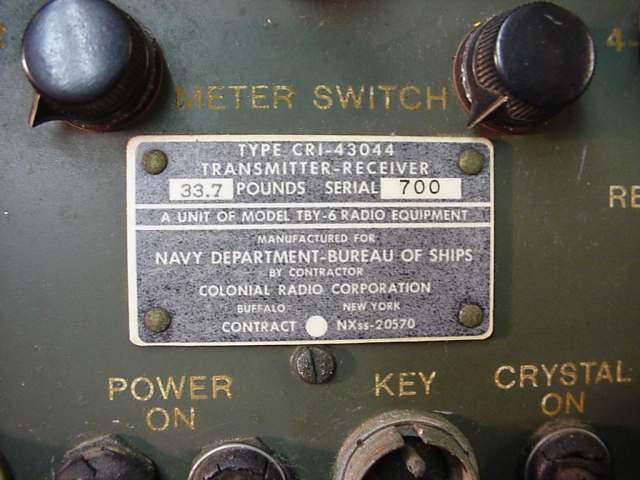 METER SWITCH
4-
TYPE CRI-43044
TRANSMITTER-RECEIVER
33.7 POUNDS SERIAL 700
A UNIT OF MODEL TBY-6 RADIO EQUIPMENT
MANUFACTURED FOR
NAVY DEPARTMENT-BUREAU OF SHIPS
BY CONTRACTOR
COLONIAL RADIO CORPORATION
BUFFALO NEW YORK
CONTRACT NXss-20570
RE
POWER
ON
KEY
CRYSTAL
ON